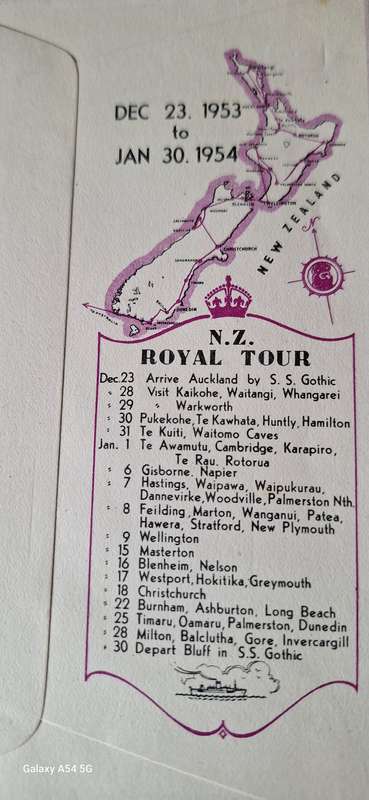 DEC 23. 1953
to
JAN 30. 1954
NEW ZEALAND
CHRISTCHURCH
N.Z.
ROYAL TOUR
Dec. 23 Arrive Auckland by S. S. Gothic
" 28 Visit Kaikohe, Waitangi, Whangarei
" 29 " Warkworth
" 30 Pukekohe, Te Kawhata, Huntly, Hamilton
" 31 Te Kuiti, Waitomo Caves
Jan. 1 Te Awamutu, Cambridge, Karapiro,
Te Rau. Rotorua
" 6 Gisborne. Napier
" 7 Hastings, Waipawa, Waipukurau,
Dannevirke, Woodville, Palmerston Nth.
" 8 Feilding, Marton, Wanganui, Patea,
Hawera, Stratford, New Plymouth
" 9 Wellington
" 15 Masterton
" 16 Blenheim, Nelson
" 17 Westport, Hokitika, Greymouth
" 18 Christchurch
" 22 Burnham, Ashburton, Long Beach
" 25 Timaru, Oamaru, Palmerston, Dunedin
" 28 Milton, Balclutha, Gore, Invercargill
" 30 Depart Bluff in S.S. Gothic
Galaxy A54 5G